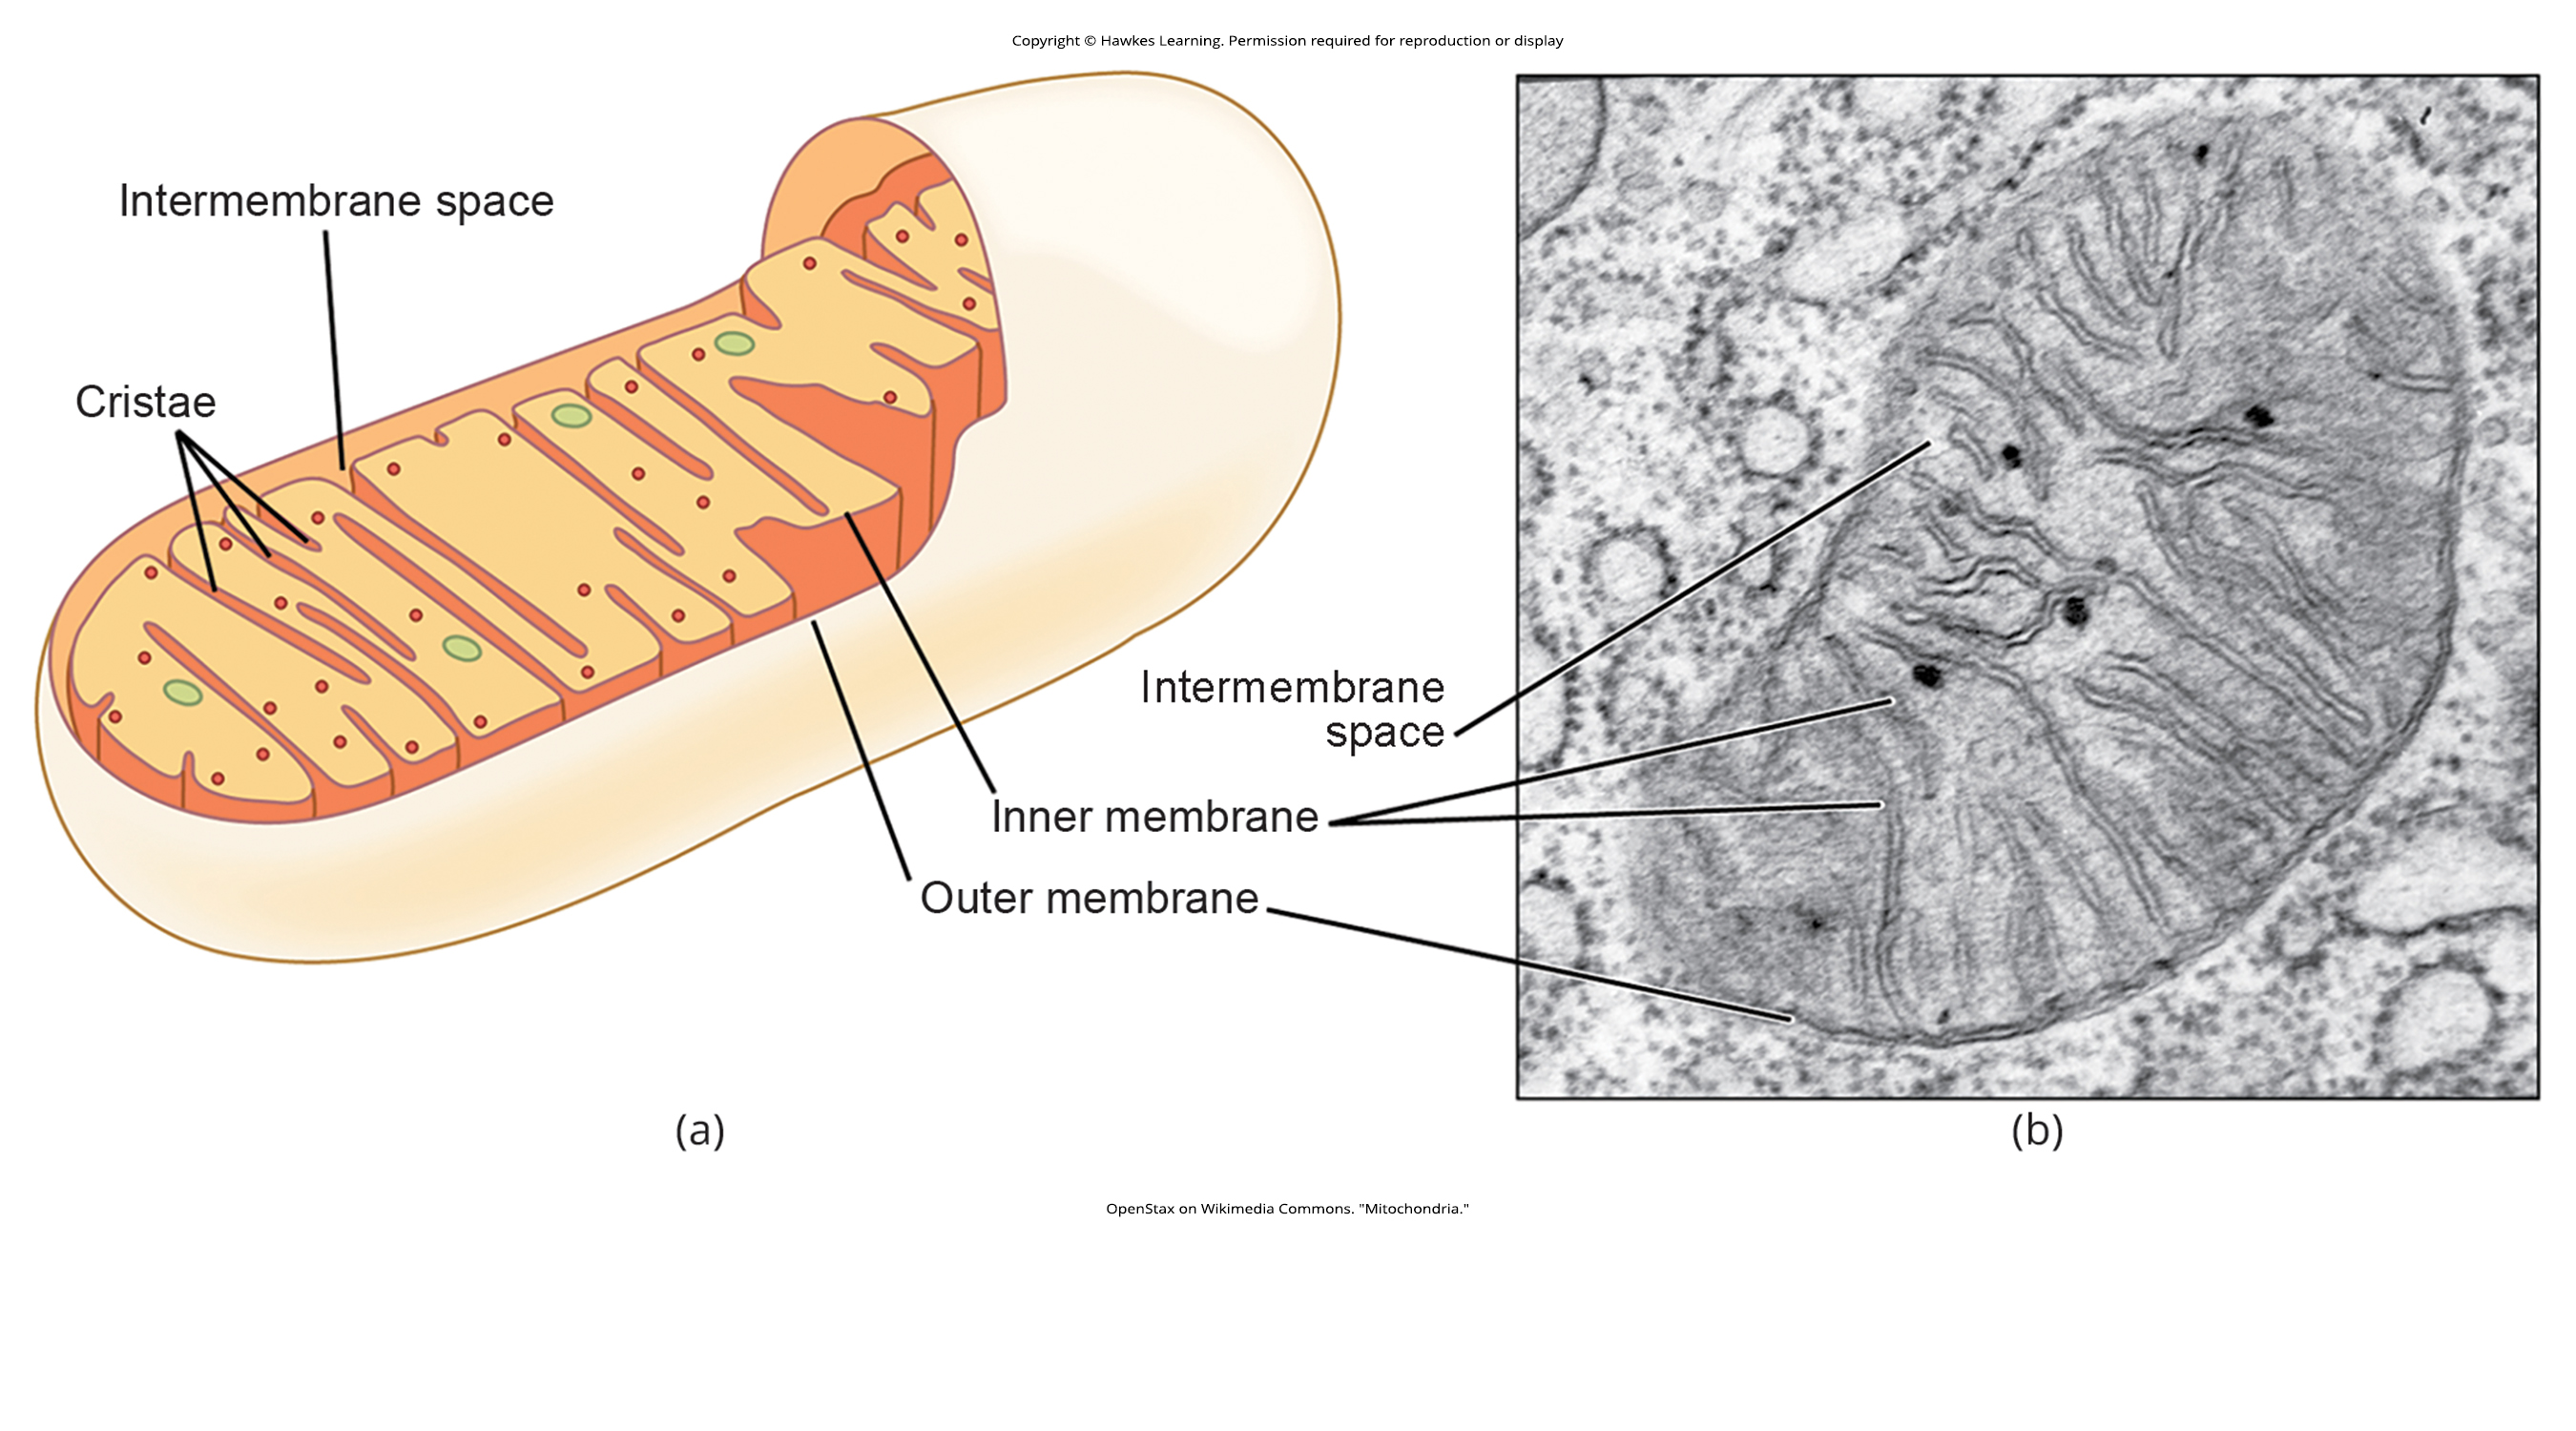 Copyright © Hawkes Learning. Permission required for reproduction or display
Intermembrane space
Cristae
Intermembrane
space
Inner membrane
Outer membrane
(a)
(b)
OpenStax on Wikimedia Commons. "Mitochondria."